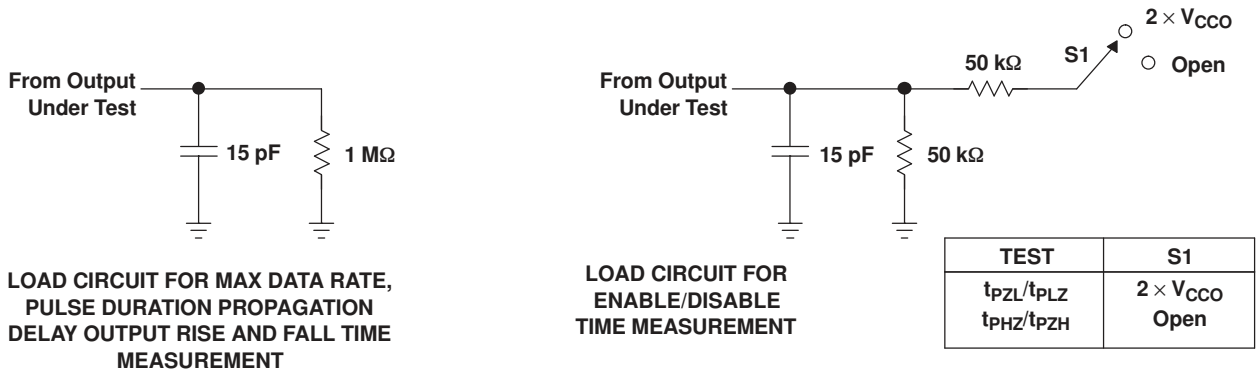 From Output
Under Test
15 pF
1 MΩ
LOAD CIRCUIT FOR MAX DATA RATE,
PULSE DURATION PROPAGATION
DELAY OUTPUT RISE AND FALL TIME
MEASUREMENT
From Output
Under Test
15 pF
50 kΩ
50 kΩ
S1
2 × VCCO
Open
LOAD CIRCUIT FOR
ENABLE/DISABLE
TIME MEASUREMENT
TEST S1
tPZL/tPLZ 2 × VCCO
tPHZ/tPZH Open